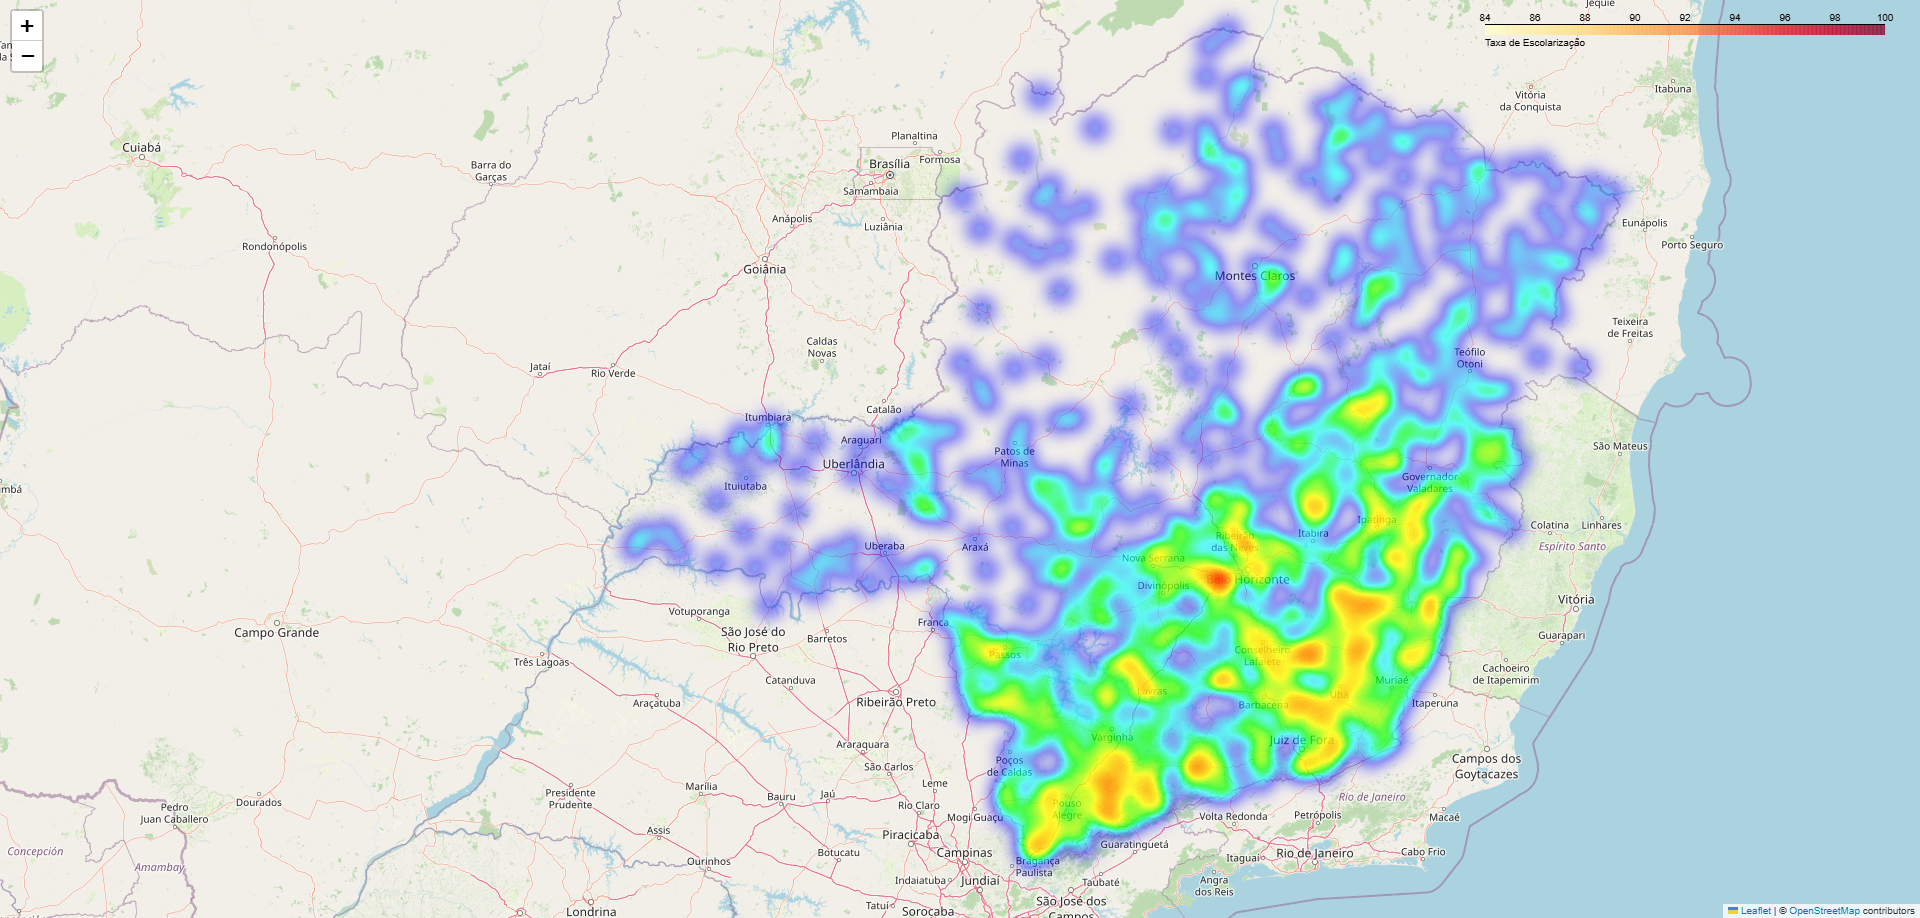 +
−
84 86 88 90 92 94 96 98 100
Taxa de Escolarização
Jequié
Itabuna
Vitória
da Conquista
Cuiabá
Planaltina
Barra do
Garças
Brasília
Formosa
Samambaia
Anápolis
Luziânia
Eunápolis
Rondonópolis
Porto Seguro
Goiânia
Montes Claros
Teixeira
de Freitas
Caldas
Novas
Teófilo
Otoni
Jataí
Rio Verde
Catalão
Itumbiara
Araguari
São Mateus
Uberlândia
Patos de
Minas
Ituiutaba
Governador
Valadares
mbá
Ipatinga
Itabira
Colatina
Linhares
Ribeirão
das Neves
Uberaba
Araxá
Espírito Santo
Nova Serrana
Belo Horizonte
Divinópolis
Vitória
Votuporanga
Franca
Campo Grande
São José do
Rio Preto
Barretos
Guarapari
Três Lagoas
Passos
Conselheiro
Lafaiete
Cachoeiro
de Itapemirim
Catanduva
Lavras
Muriaé
Ubá
Araçatuba
Ribeirão Preto
Barbacena
Itaperuna
Varginha
Juiz de Fora
Araraquara
Poços
de Caldas
Campos dos
Goytacazes
São Carlos
Leme
Marília
Presidente
Prudente
Bauru
Jaú
Rio de Janeiro
Dourados
Pedro
Juan Caballero
Rio Claro
Pouso
Alegre
Mogi Guaçu
Volta Redonda
Petrópolis
Macaé
Assis
Piracicaba
Guaratinguetá
Concepción
Botucatu
Campinas
Cabo Frio
Itaguaí
Rio de Janeiro
Ourinhos
Bragança
Paulista
Amambay
Indaiatuba
Jundiaí
Taubaté
Angra
dos Reis
Tatuí
São José dos
Campos
Londrina
Sorocaba
Leaflet | © OpenStreetMap contributors